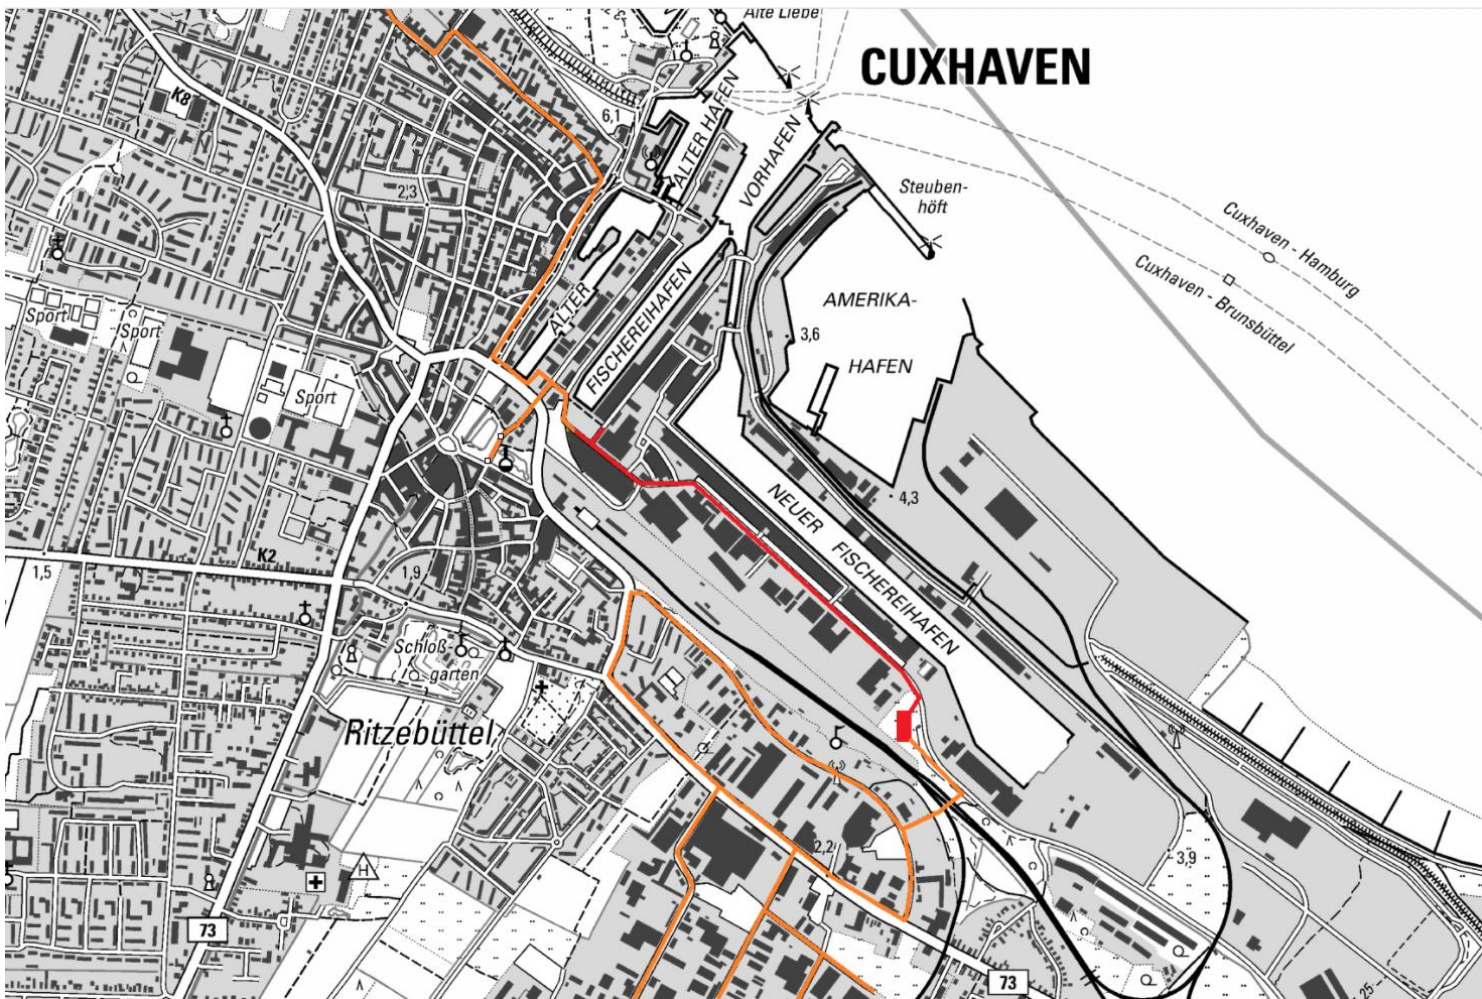 Alte Liebe
CUXHAVEN
K8
6,1
ALTER HAFEN
VORHAFEN
Steuben-
höft
2,3
Cuxhaven - Hamburg
Cuxhaven - Brunsbüttel
ALTER
FISCHEREIHAFEN
AMERIKA-
HAFEN
3,6
Sport
Sport
Sport
4,3
NEUER FISCHEREIHAFEN
K2
1,5
1,9
Schloß-
garten
Ritzebüttel
H
2,2
3,9
73
73
25